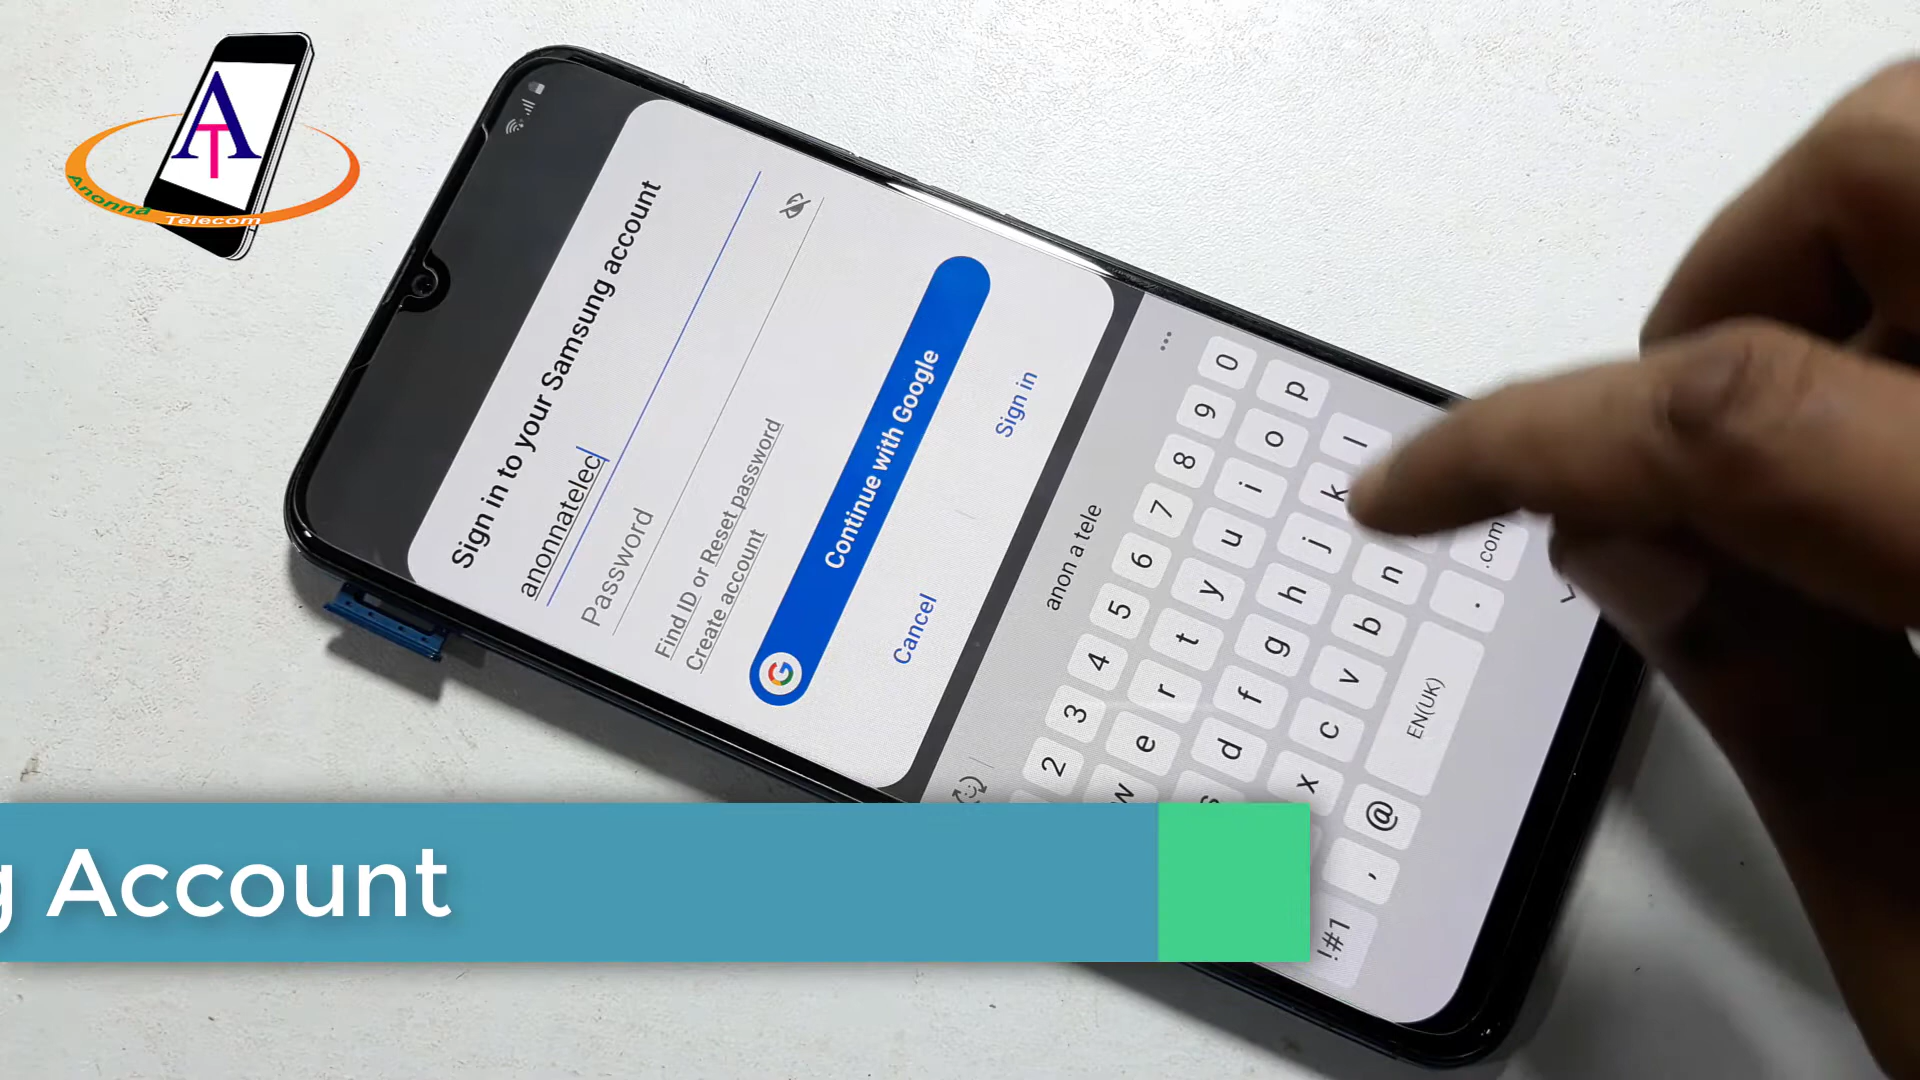 A
T
Anonna Telecom
Sign in to your Samsung account
anonnatelec
Password
Find ID or Reset password
Create account
G Continue with Google
Cancel
Sign in
anon a tele
...
2 3 4 5 6 7 8 9 0
w e r t y u i o p
s d f g h j k l
x c v b n
!#1 , @ EN(UK) . .com
g Account